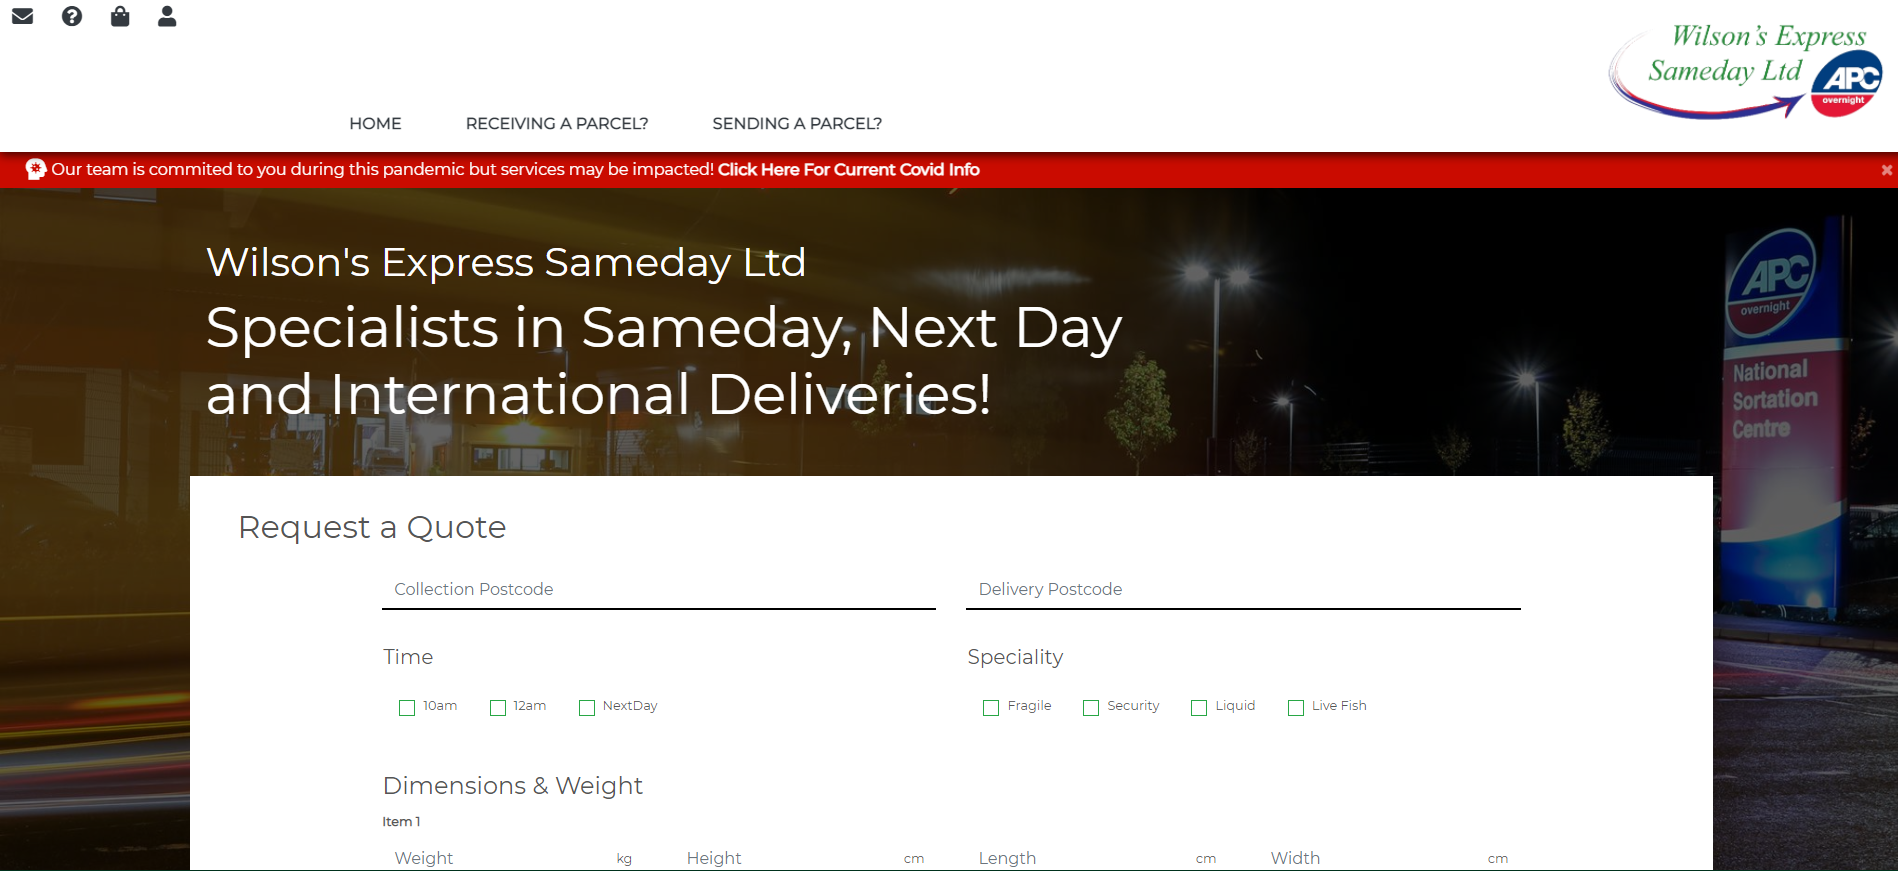 Wilson's Express
Sameday Ltd
APC
overnight
HOME
RECEIVING A PARCEL?
SENDING A PARCEL?
Our team is commited to you during this pandemic but services may be impacted! Click Here For Current Covid Info
Wilson's Express Sameday Ltd
Specialists in Sameday, Next Day
and International Deliveries!
APC
overnight
National
Sortation
Centre
Request a Quote
Collection Postcode
Delivery Postcode
Time
Speciality
10am
12am
NextDay
Fragile
Security
Liquid
Live Fish
Dimensions & Weight
Item 1
Weight kg
Height cm
Length cm
Width cm